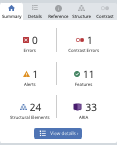 Summary Details Reference Structure Contrast
0 1
Errors Contrast Errors
1 11
Alerts Features
24 33
Structural Elements ARIA
View details ›